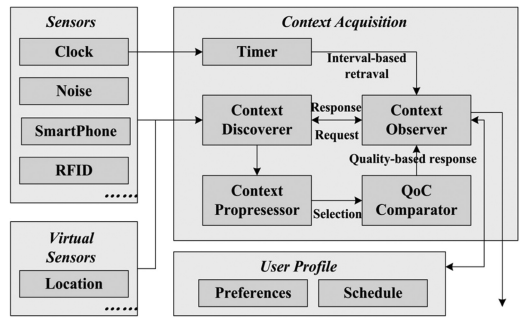 Sensors
Clock
Noise
SmartPhone
RFID
……
Virtual
Sensors
Location
……
Context Acquisition
Timer
Interval-based
retraval
Context
Discoverer
Response
Request
Context
Observer
Quality-based response
Context
Propresessor
Selection
QoC
Comparator
User Profile
Preferences
Schedule